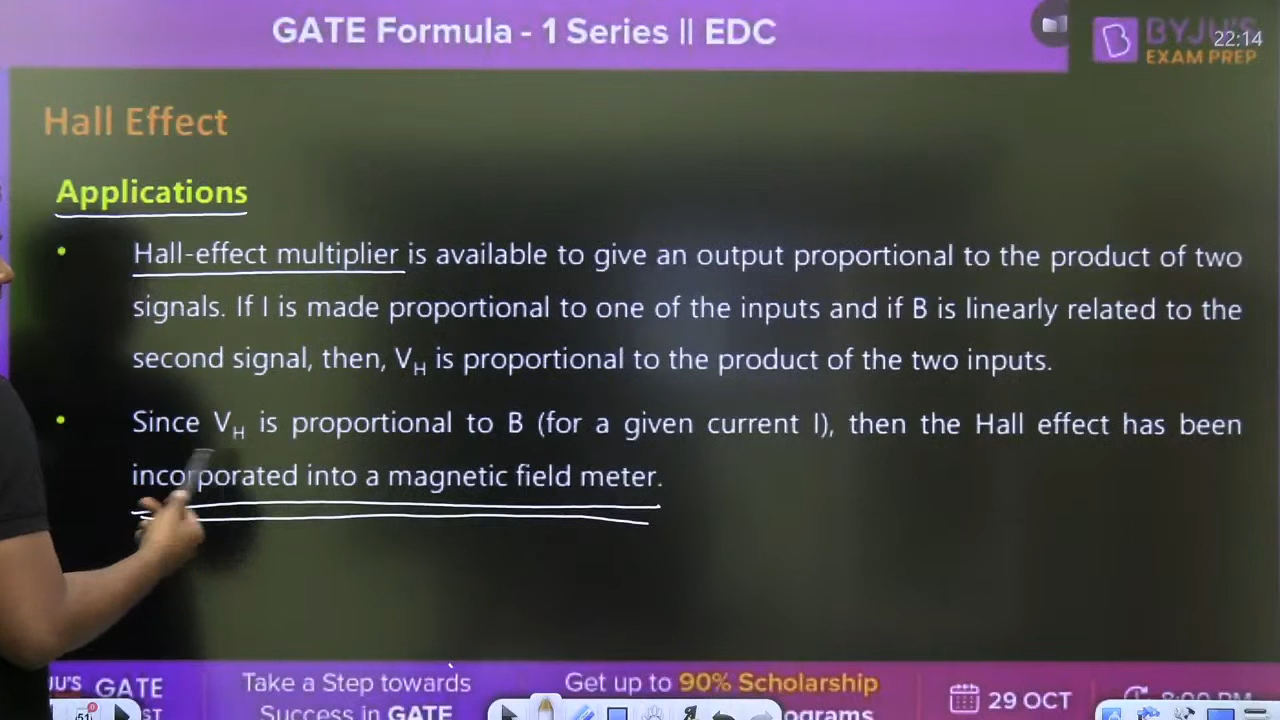 GATE Formula - 1 Series || EDC
BYJU'S
22:14
EXAM PREP
Hall Effect
Applications
• Hall-effect multiplier is available to give an output proportional to the product of two
signals. If I is made proportional to one of the inputs and if B is linearly related to the
second signal, then, VH is proportional to the product of the two inputs.
• Since VH is proportional to B (for a given current I), then the Hall effect has been
incorporated into a magnetic field meter.
GATE
Take a Step towards
Success in GATE
Get up to 90% Scholarship
29 OCT
8:00 PM